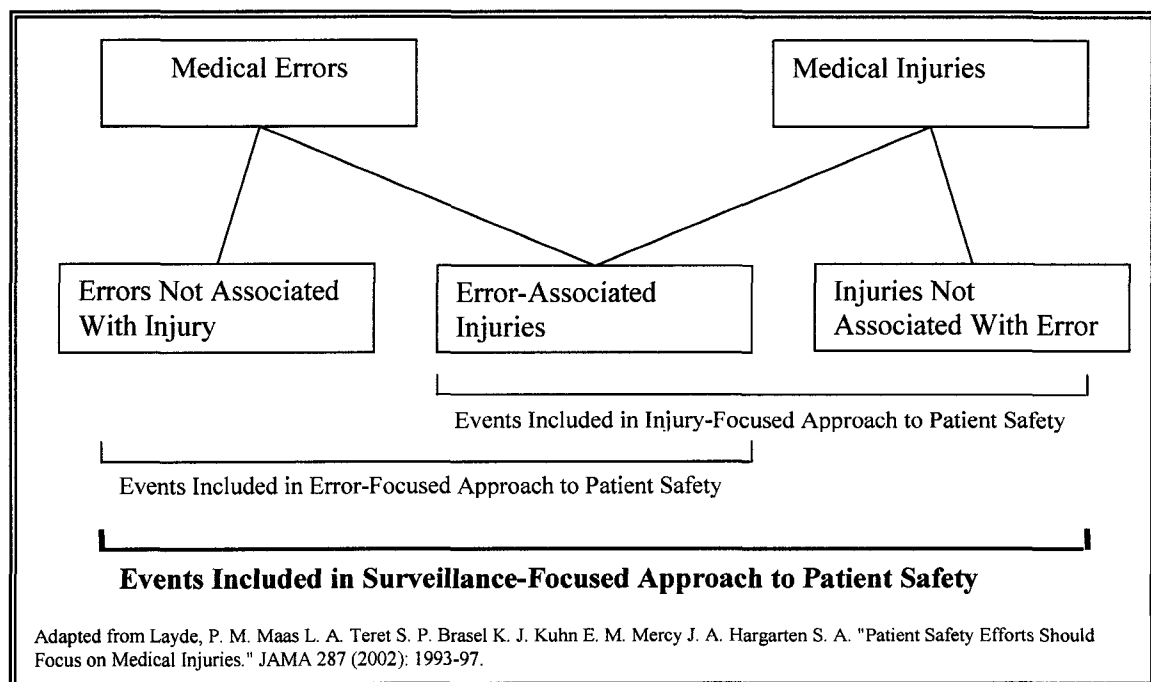 Medical Errors
Medical Injuries
Errors Not Associated
With Injury
Error-Associated
Injuries
Injuries Not
Associated With Error
Events Included in Injury-Focused Approach to Patient Safety
Events Included in Error-Focused Approach to Patient Safety
Events Included in Surveillance-Focused Approach to Patient Safety
Adapted from Layde, P. M. Maas L. A. Teret S. P. Brasel K. J. Kuhn E. M. Mercy J. A. Hargarten S. A. "Patient Safety Efforts Should
Focus on Medical Injuries." JAMA 287 (2002): 1993-97.